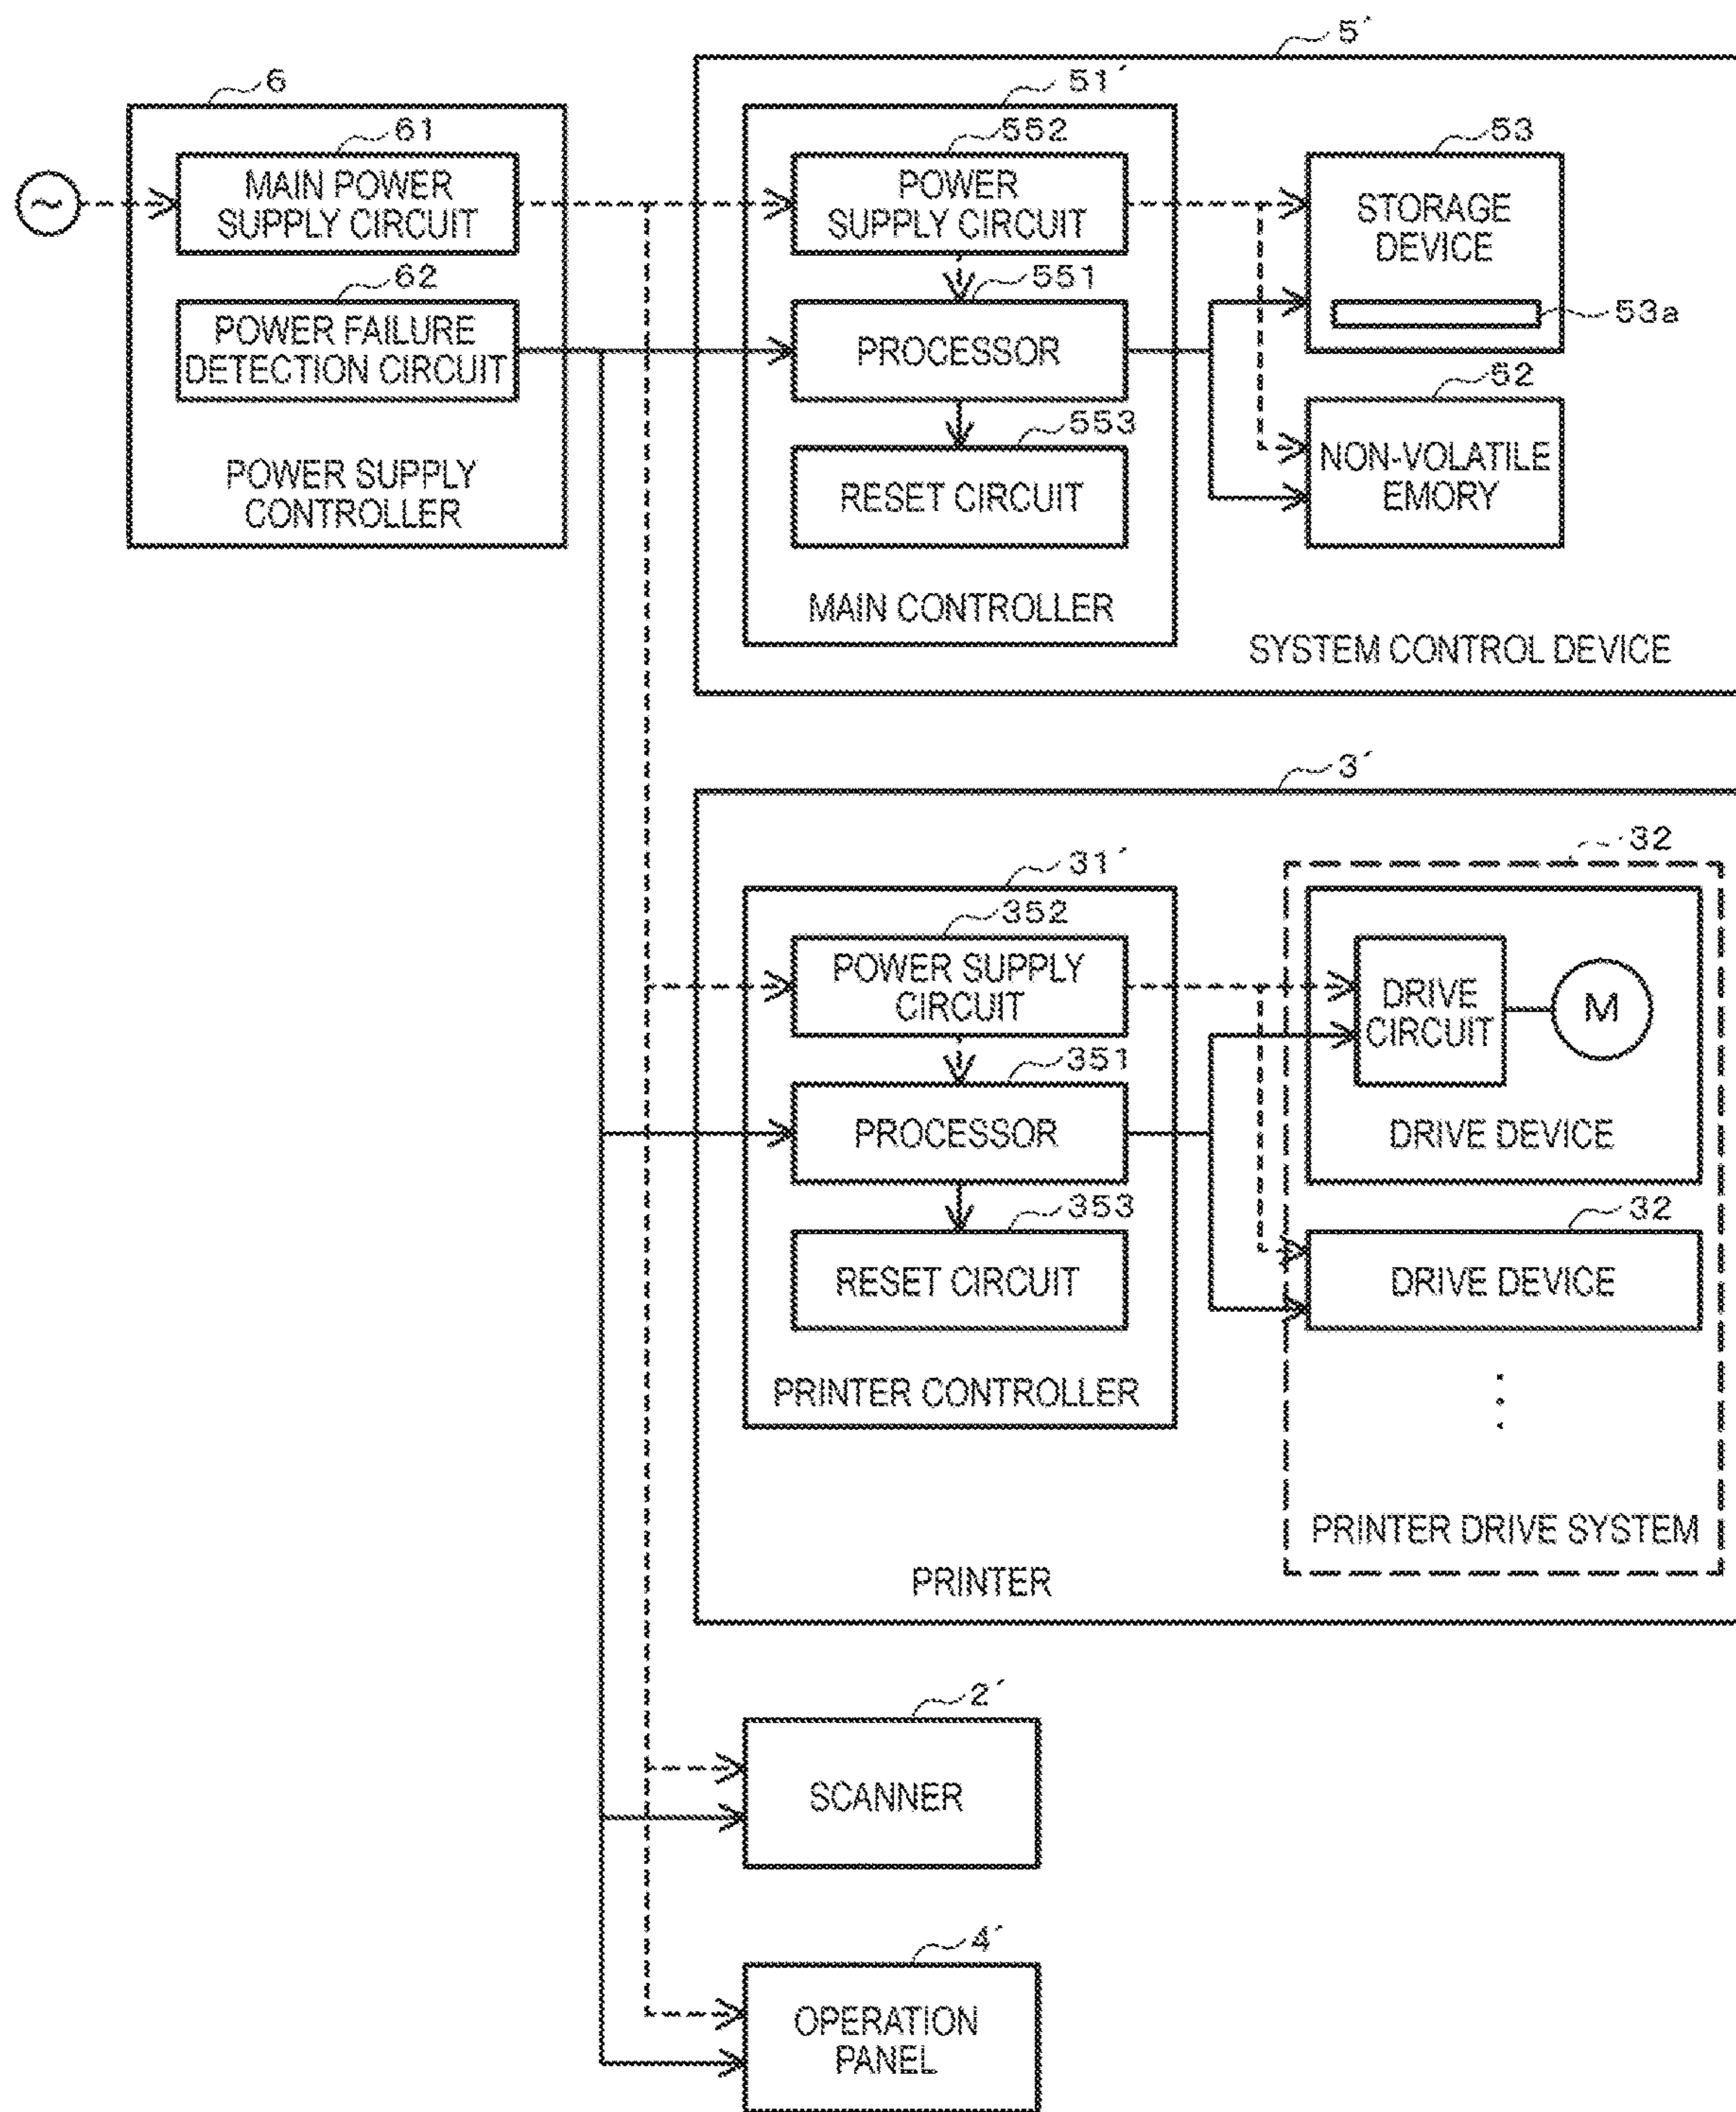 5´
6
51´
61
552
53
~
MAIN POWER
SUPPLY CIRCUIT
POWER
SUPPLY CIRCUIT
STORAGE
DEVICE
62
551
53a
POWER FAILURE
DETECTION CIRCUIT
PROCESSOR
52
553
POWER SUPPLY
CONTROLLER
RESET CIRCUIT
NON-VOLATILE
EMORY
MAIN CONTROLLER
SYSTEM CONTROL DEVICE
3´
32
31´
352
POWER SUPPLY
CIRCUIT
DRIVE
CIRCUIT
M
351
PROCESSOR
DRIVE DEVICE
353
32
RESET CIRCUIT
DRIVE DEVICE
PRINTER CONTROLLER
PRINTER DRIVE SYSTEM
PRINTER
2´
SCANNER
4´
OPERATION
PANEL